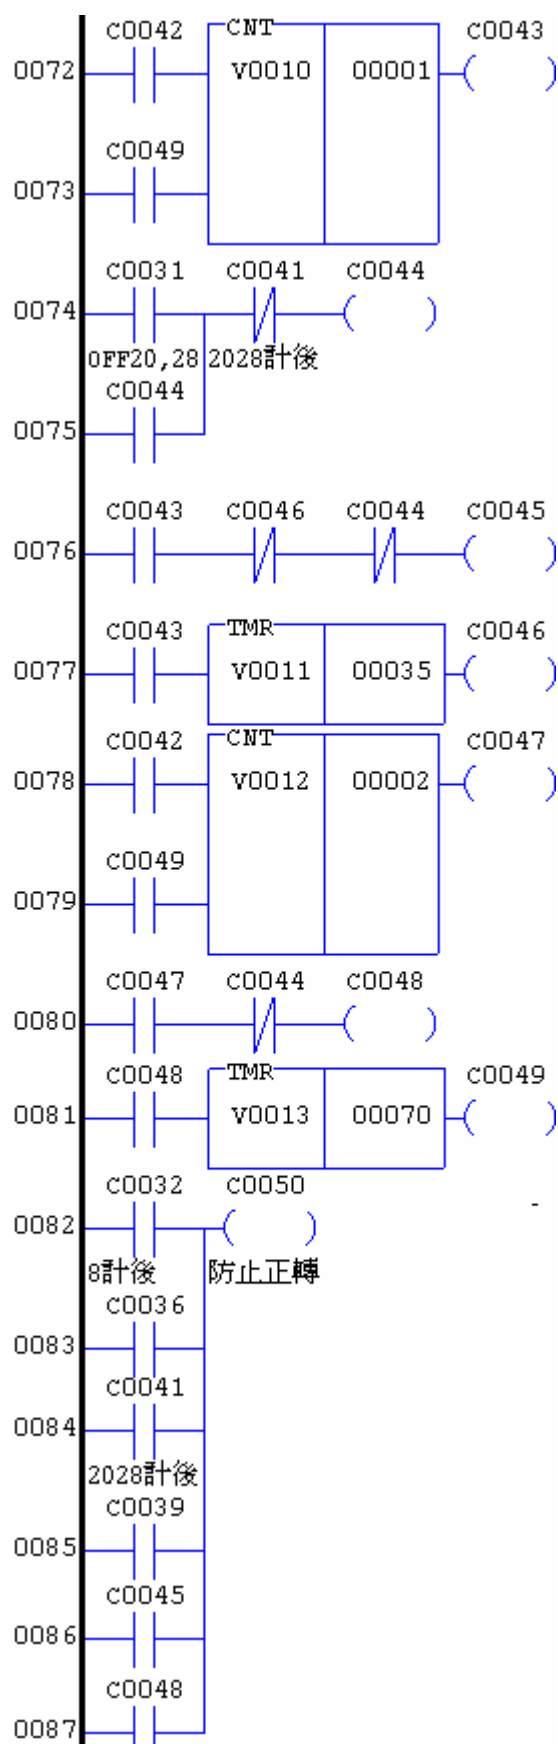 C0042 CNT C0043
0072 V0010 00001
C0049
0073
C0031 C0041 C0044
0074
OFF20,28 2028計後
C0044
0075
C0043 C0046 C0044 C0045
0076
C0043 TMR C0046
0077 V0011 00035
C0042 CNT C0047
0078 V0012 00002
C0049
0079
C0047 C0044 C0048
0080
C0048 TMR C0049
0081 V0013 00070
C0032 C0050
0082
8計後 防止正轉
C0036
0083
C0041
0084
2028計後
C0039
0085
C0045
0086
C0048
0087